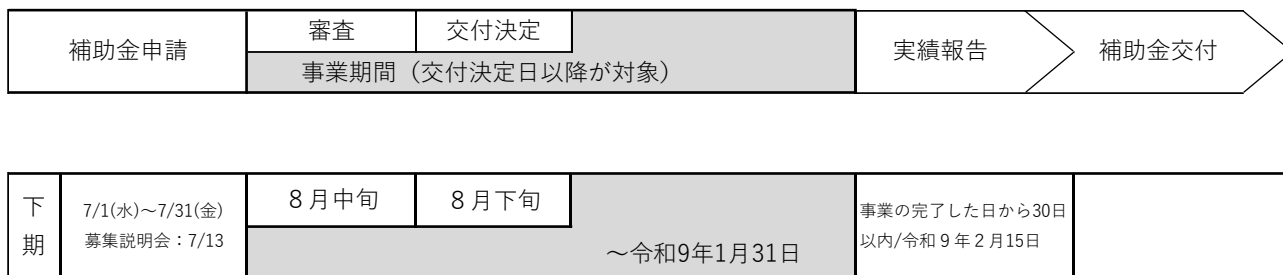 補助金申請
審査
交付決定
事業期間（交付決定日以降が対象）
実績報告
補助金交付
下期
7/1(水)～7/31(金)
募集説明会：7/13
８月中旬
８月下旬
～令和9年1月31日
事業の完了した日から30日
以内/令和９年２月15日